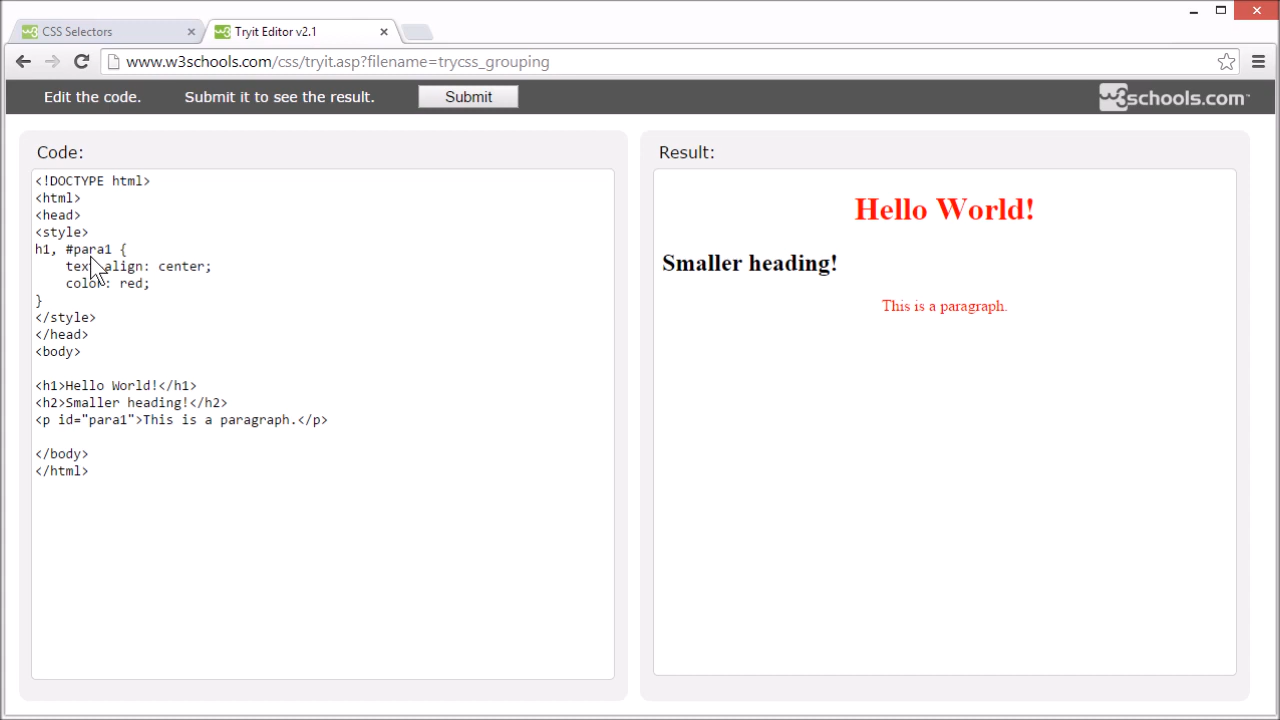 CSS Selectors
Tryit Editor v2.1
www.w3schools.com/css/tryit.asp?filename=trycss_grouping
Edit the code. Submit it to see the result. Submit
w3schools.com
Code:
<!DOCTYPE html>
<html>
<head>
<style>
h1, #para1 {
    text-align: center;
    color: red;
}
</style>
</head>
<body>
<h1>Hello World!</h1>
<h2>Smaller heading!</h2>
<p id="para1">This is a paragraph.</p>
</body>
</html>
Result:
Hello World!
Smaller heading!
This is a paragraph.